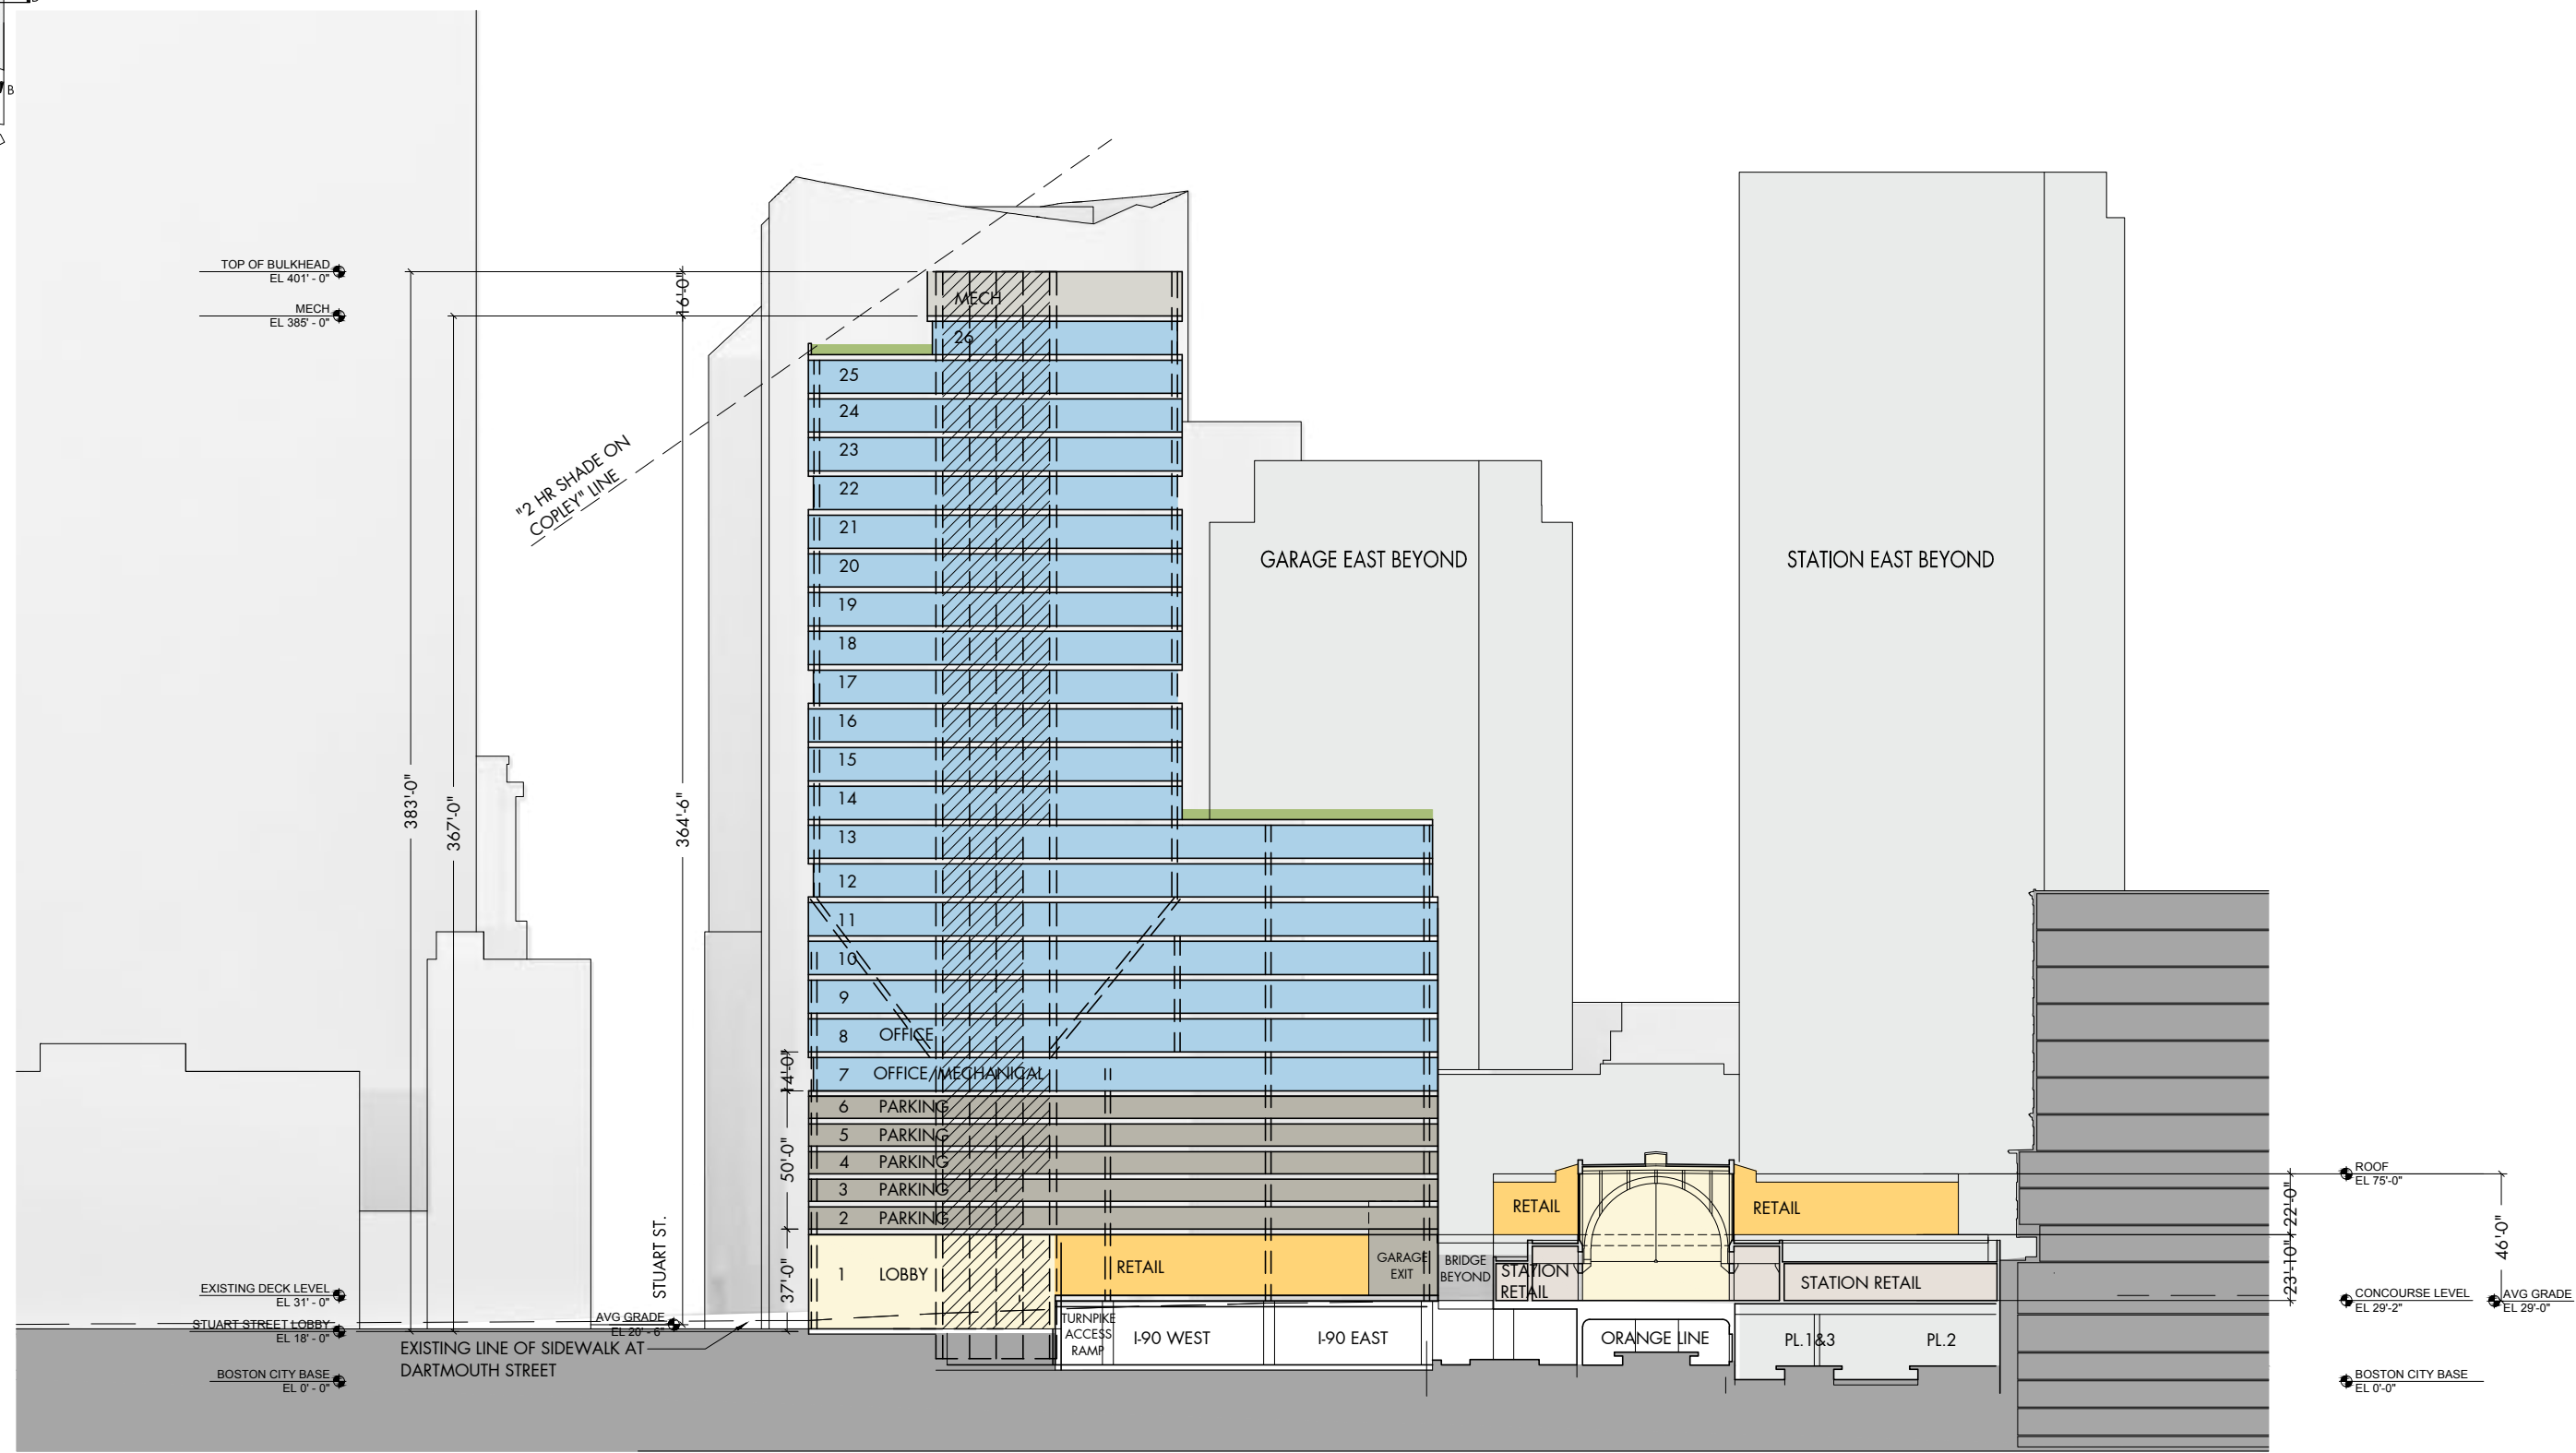 B
TOP OF BULKHEAD
EL 401' - 0"
MECH
EL 385' - 0"
16'-0"
383'-0"
367'-0"
364'-6"
"2 HR SHADE ON
COPLEY" LINE
MECH
26
25
24
23
22
21
20
19
18
17
16
15
14
13
12
11
10
9
8 OFFICE
7 OFFICE/MECHANICAL
6 PARKING
5 PARKING
4 PARKING
3 PARKING
2 PARKING
1 LOBBY
14'-0"
50'-0"
37'-0"
STUART ST.
RETAIL
GARAGE
EXIT
BRIDGE
BEYOND
STATION
RETAIL
RETAIL
RETAIL
STATION RETAIL
GARAGE EAST BEYOND
STATION EAST BEYOND
TURNPIKE
ACCESS
RAMP
I-90 WEST
I-90 EAST
ORANGE LINE
PL.1&3
PL.2
EXISTING DECK LEVEL
EL 31' - 0"
STUART STREET LOBBY
EL 18' - 0"
BOSTON CITY BASE
EL 0' - 0"
AVG GRADE
EL 20' - 6"
EXISTING LINE OF SIDEWALK AT
DARTMOUTH STREET
ROOF
EL 75'-0"
22'-0"
23'-10"
46'-0"
CONCOURSE LEVEL
EL 29'-2"
AVG GRADE
EL 29'-0"
BOSTON CITY BASE
EL 0'-0"